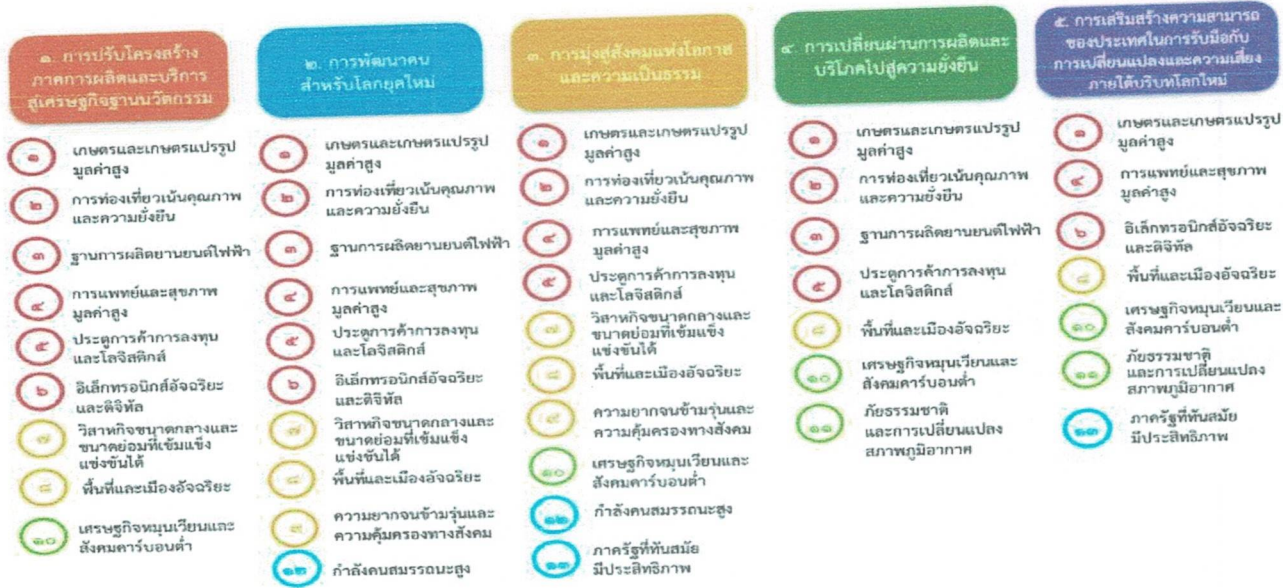 ๑. การปรับโครงสร้าง
ภาคการผลิตและบริการ
สู่เศรษฐกิจฐานนวัตกรรม
๑
เกษตรและเกษตรแปรรูป
มูลค่าสูง
๒
การท่องเที่ยวเน้นคุณภาพ
และความยั่งยืน
๓
ฐานการผลิตยานยนต์ไฟฟ้า
๔
การแพทย์และสุขภาพ
มูลค่าสูง
๕
ประตูการค้าการลงทุน
และโลจิสติกส์
๖
อิเล็กทรอนิกส์อัจฉริยะ
และดิจิทัล
๗
วิสาหกิจขนาดกลางและ
ขนาดย่อมที่เข้มแข็ง
แข่งขันได้
๘
พื้นที่และเมืองอัจฉริยะ
๑๐
เศรษฐกิจหมุนเวียนและ
สังคมคาร์บอนต่ำ
๒. การพัฒนาคน
สำหรับโลกยุคใหม่
๑
เกษตรและเกษตรแปรรูป
มูลค่าสูง
๒
การท่องเที่ยวเน้นคุณภาพ
และความยั่งยืน
๓
ฐานการผลิตยานยนต์ไฟฟ้า
๔
การแพทย์และสุขภาพ
มูลค่าสูง
๕
ประตูการค้าการลงทุน
และโลจิสติกส์
๖
อิเล็กทรอนิกส์อัจฉริยะ
และดิจิทัล
๗
วิสาหกิจขนาดกลางและ
ขนาดย่อมที่เข้มแข็ง
แข่งขันได้
๘
พื้นที่และเมืองอัจฉริยะ
๙
ความยากจนข้ามรุ่นและ
ความคุ้มครองทางสังคม
๑๒
กำลังคนสมรรถนะสูง
๓. การมุ่งสู่สังคมแห่งโอกาส
และความเป็นธรรม
๑
เกษตรและเกษตรแปรรูป
มูลค่าสูง
๒
การท่องเที่ยวเน้นคุณภาพ
และความยั่งยืน
๔
การแพทย์และสุขภาพ
มูลค่าสูง
๕
ประตูการค้าการลงทุน
และโลจิสติกส์
๗
วิสาหกิจขนาดกลางและ
ขนาดย่อมที่เข้มแข็ง
แข่งขันได้
๘
พื้นที่และเมืองอัจฉริยะ
๙
ความยากจนข้ามรุ่นและ
ความคุ้มครองทางสังคม
๑๐
เศรษฐกิจหมุนเวียนและ
สังคมคาร์บอนต่ำ
๑๒
กำลังคนสมรรถนะสูง
๑๓
ภาครัฐที่ทันสมัย
มีประสิทธิภาพ
๔. การเปลี่ยนผ่านการผลิตและ
บริโภคไปสู่ความยั่งยืน
๑
เกษตรและเกษตรแปรรูป
มูลค่าสูง
๒
การท่องเที่ยวเน้นคุณภาพ
และความยั่งยืน
๓
ฐานการผลิตยานยนต์ไฟฟ้า
๕
ประตูการค้าการลงทุน
และโลจิสติกส์
๘
พื้นที่และเมืองอัจฉริยะ
๑๐
เศรษฐกิจหมุนเวียนและ
สังคมคาร์บอนต่ำ
๑๑
ภัยธรรมชาติ
และการเปลี่ยนแปลง
สภาพภูมิอากาศ
๕. การเสริมสร้างความสามารถ
ของประเทศในการรับมือกับ
การเปลี่ยนแปลงและความเสี่ยง
ภายใต้บริบทโลกใหม่
๑
เกษตรและเกษตรแปรรูป
มูลค่าสูง
๔
การแพทย์และสุขภาพ
มูลค่าสูง
๖
อิเล็กทรอนิกส์อัจฉริยะ
และดิจิทัล
๘
พื้นที่และเมืองอัจฉริยะ
๑๐
เศรษฐกิจหมุนเวียนและ
สังคมคาร์บอนต่ำ
๑๑
ภัยธรรมชาติ
และการเปลี่ยนแปลง
สภาพภูมิอากาศ
๑๓
ภาครัฐที่ทันสมัย
มีประสิทธิภาพ